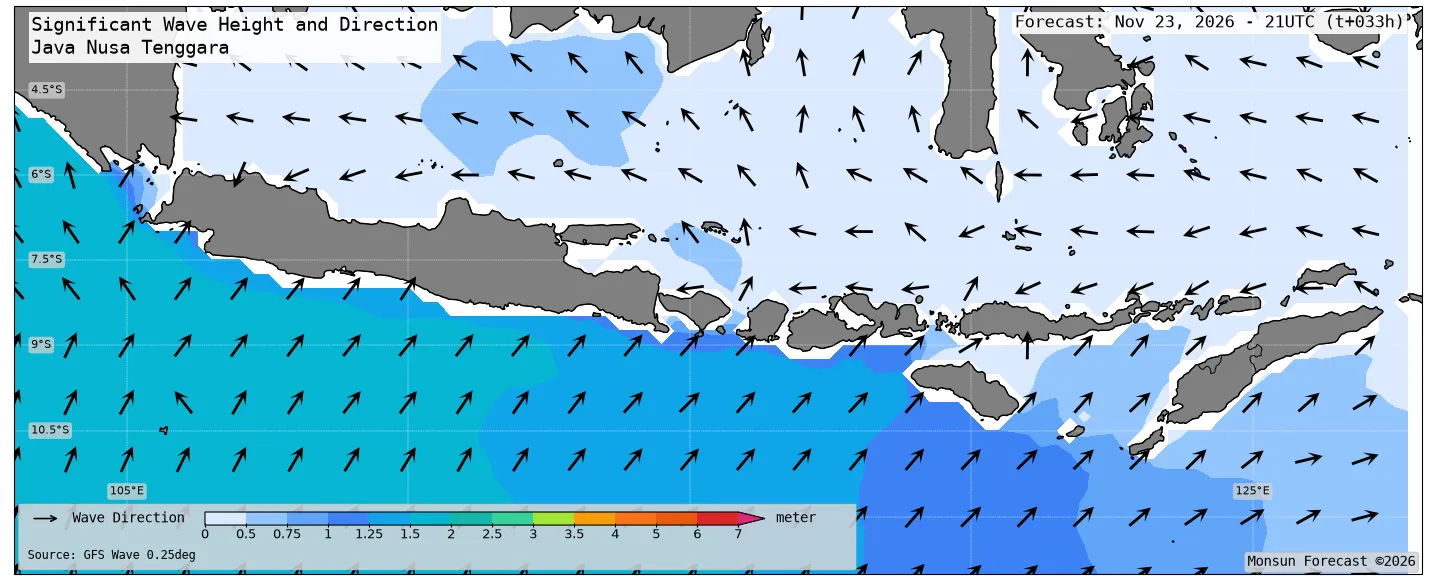 Significant Wave Height and Direction
Java Nusa Tenggara
Forecast: Nov 23, 2026 - 21UTC (t+033h)
4.5°S
6°S
7.5°S
9°S
10.5°S
105°E
125°E
Wave Direction
0 0.5 0.75 1 1.25 1.5 2 2.5 3 3.5 4 5 6 7
meter
Source: GFS Wave 0.25deg
Monsun Forecast ©2026